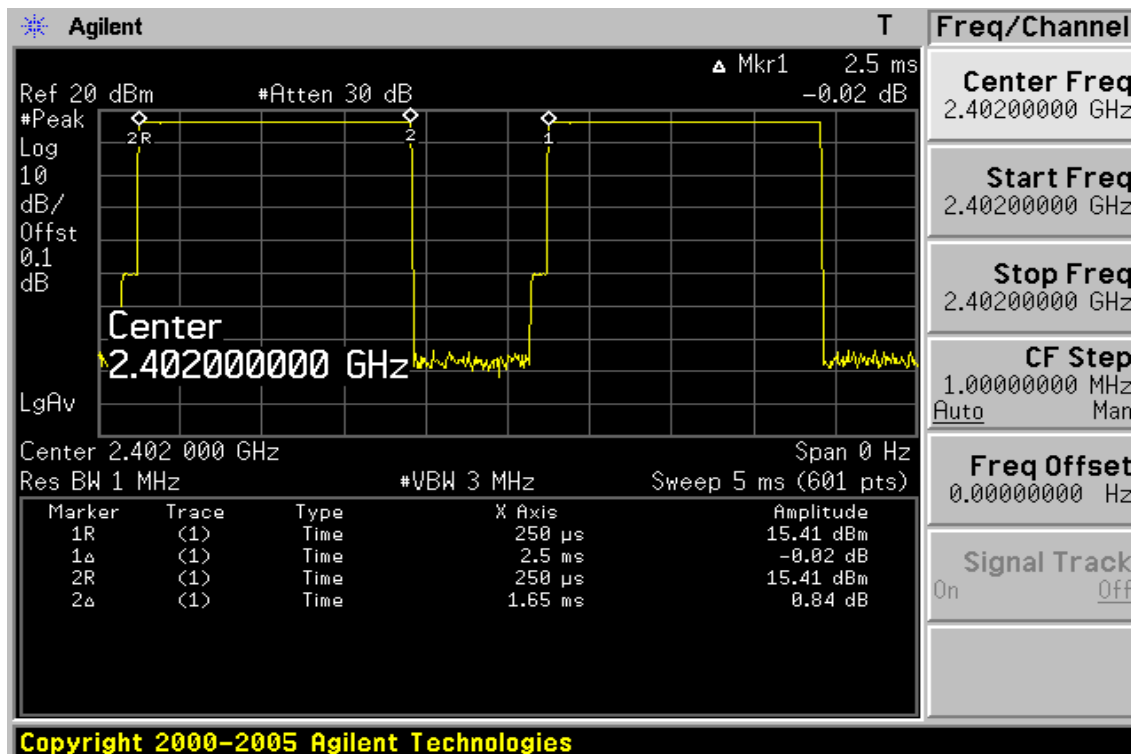 Agilent T
Freq/Channel
Δ Mkr1 2.5 ms
Ref 20 dBm #Atten 30 dB -0.02 dB
#Peak
Log
10
dB/
Offst
0.1
dB
2R
2
1
Center
2.402000000 GHz
LgAv
Center 2.402 000 GHz Span 0 Hz
Res BW 1 MHz #VBW 3 MHz Sweep 5 ms (601 pts)
Marker Trace Type X Axis Amplitude
1R (1) Time 250 µs 15.41 dBm
1Δ (1) Time 2.5 ms -0.02 dB
2R (1) Time 250 µs 15.41 dBm
2Δ (1) Time 1.65 ms 0.84 dB
Center Freq
2.40200000 GHz
Start Freq
2.40200000 GHz
Stop Freq
2.40200000 GHz
CF Step
1.00000000 MHz
Auto Man
Freq Offset
0.00000000 Hz
Signal Track
On Off
Copyright 2000-2005 Agilent Technologies